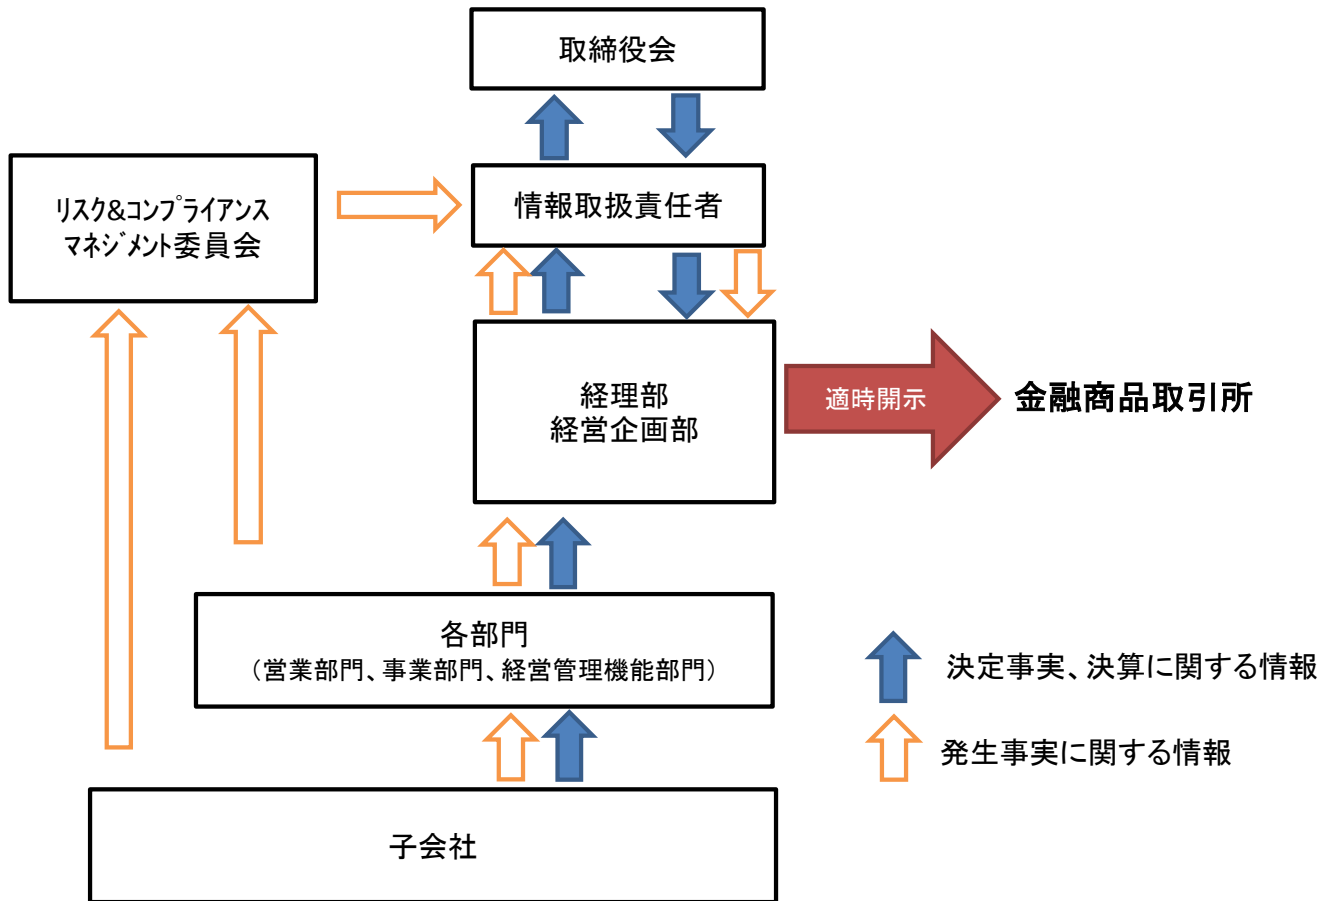 取締役会
情報取扱責任者
リスク&コンプライアンス
マネジメント委員会
経理部
経営企画部
適時開示
金融商品取引所
各部門
（営業部門、事業部門、経営管理機能部門）
決定事実、決算に関する情報
発生事実に関する情報
子会社